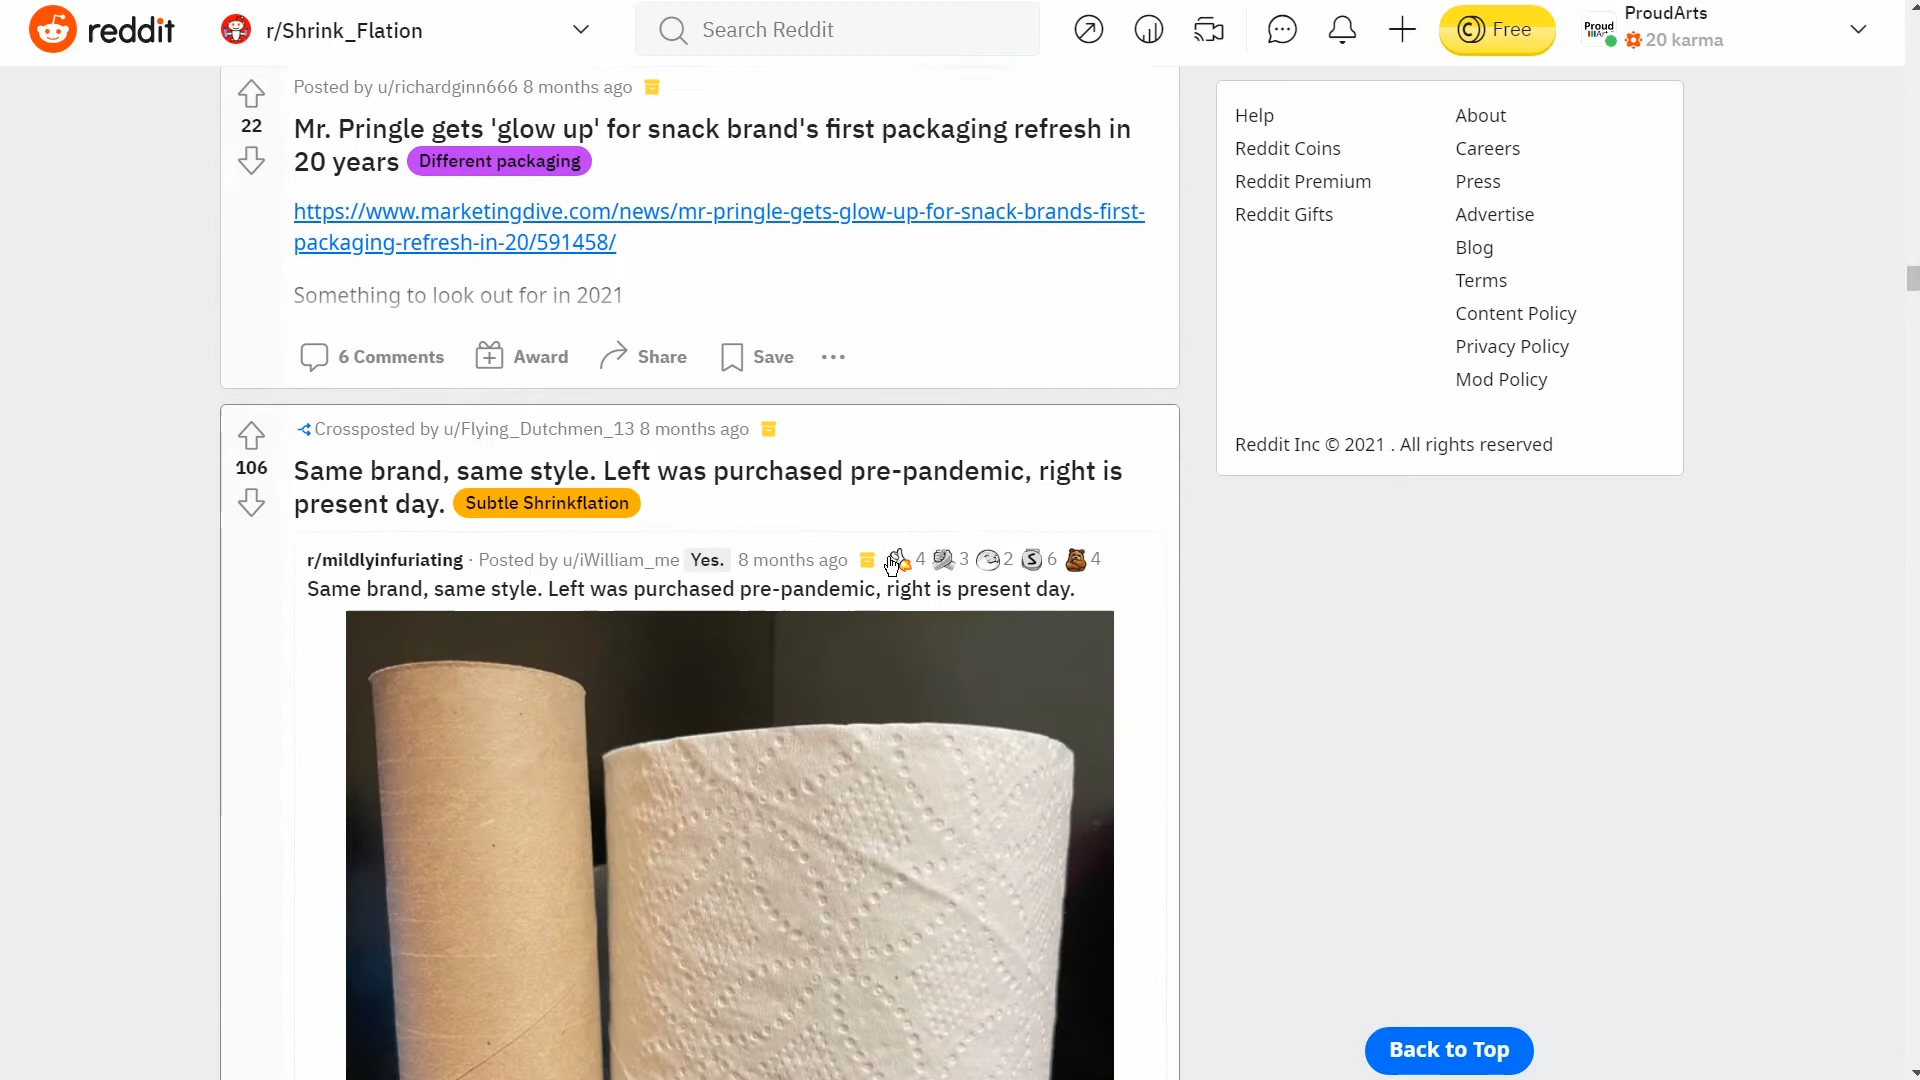 reddit r/Shrink_Flation Search Reddit Free ProudArts
20 karma
Posted by u/richardginn666 8 months ago
22
Mr. Pringle gets 'glow up' for snack brand's first packaging refresh in
20 years Different packaging
https://www.marketingdive.com/news/mr-pringle-gets-glow-up-for-snack-brands-first-
packaging-refresh-in-20/591458/
Something to look out for in 2021
6 Comments Award Share Save
Crossposted by u/Flying_Dutchmen_13 8 months ago
106
Same brand, same style. Left was purchased pre-pandemic, right is
present day. Subtle Shrinkflation
r/mildlyinfuriating · Posted by u/iWilliam_me Yes. 8 months ago 4 3 2 6 4
Same brand, same style. Left was purchased pre-pandemic, right is present day.
Help
Reddit Coins
Reddit Premium
Reddit Gifts
About
Careers
Press
Advertise
Blog
Terms
Content Policy
Privacy Policy
Mod Policy
Reddit Inc © 2021 . All rights reserved
Back to Top